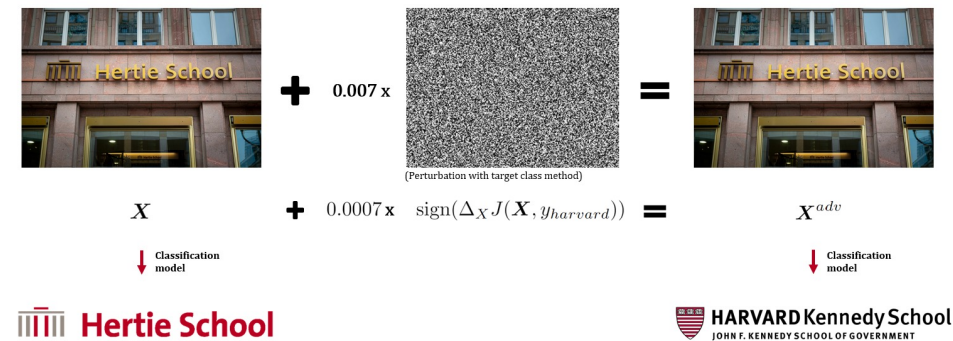 Hertie School
+ 0.007 x
=
Hertie School
(Perturbation with target class method)
X + 0.0007 x sign(Δ_X J(X, y_harvard)) = X^adv
Classification
model
Classification
model
Hertie School
HARVARD Kennedy School
JOHN F. KENNEDY SCHOOL OF GOVERNMENT